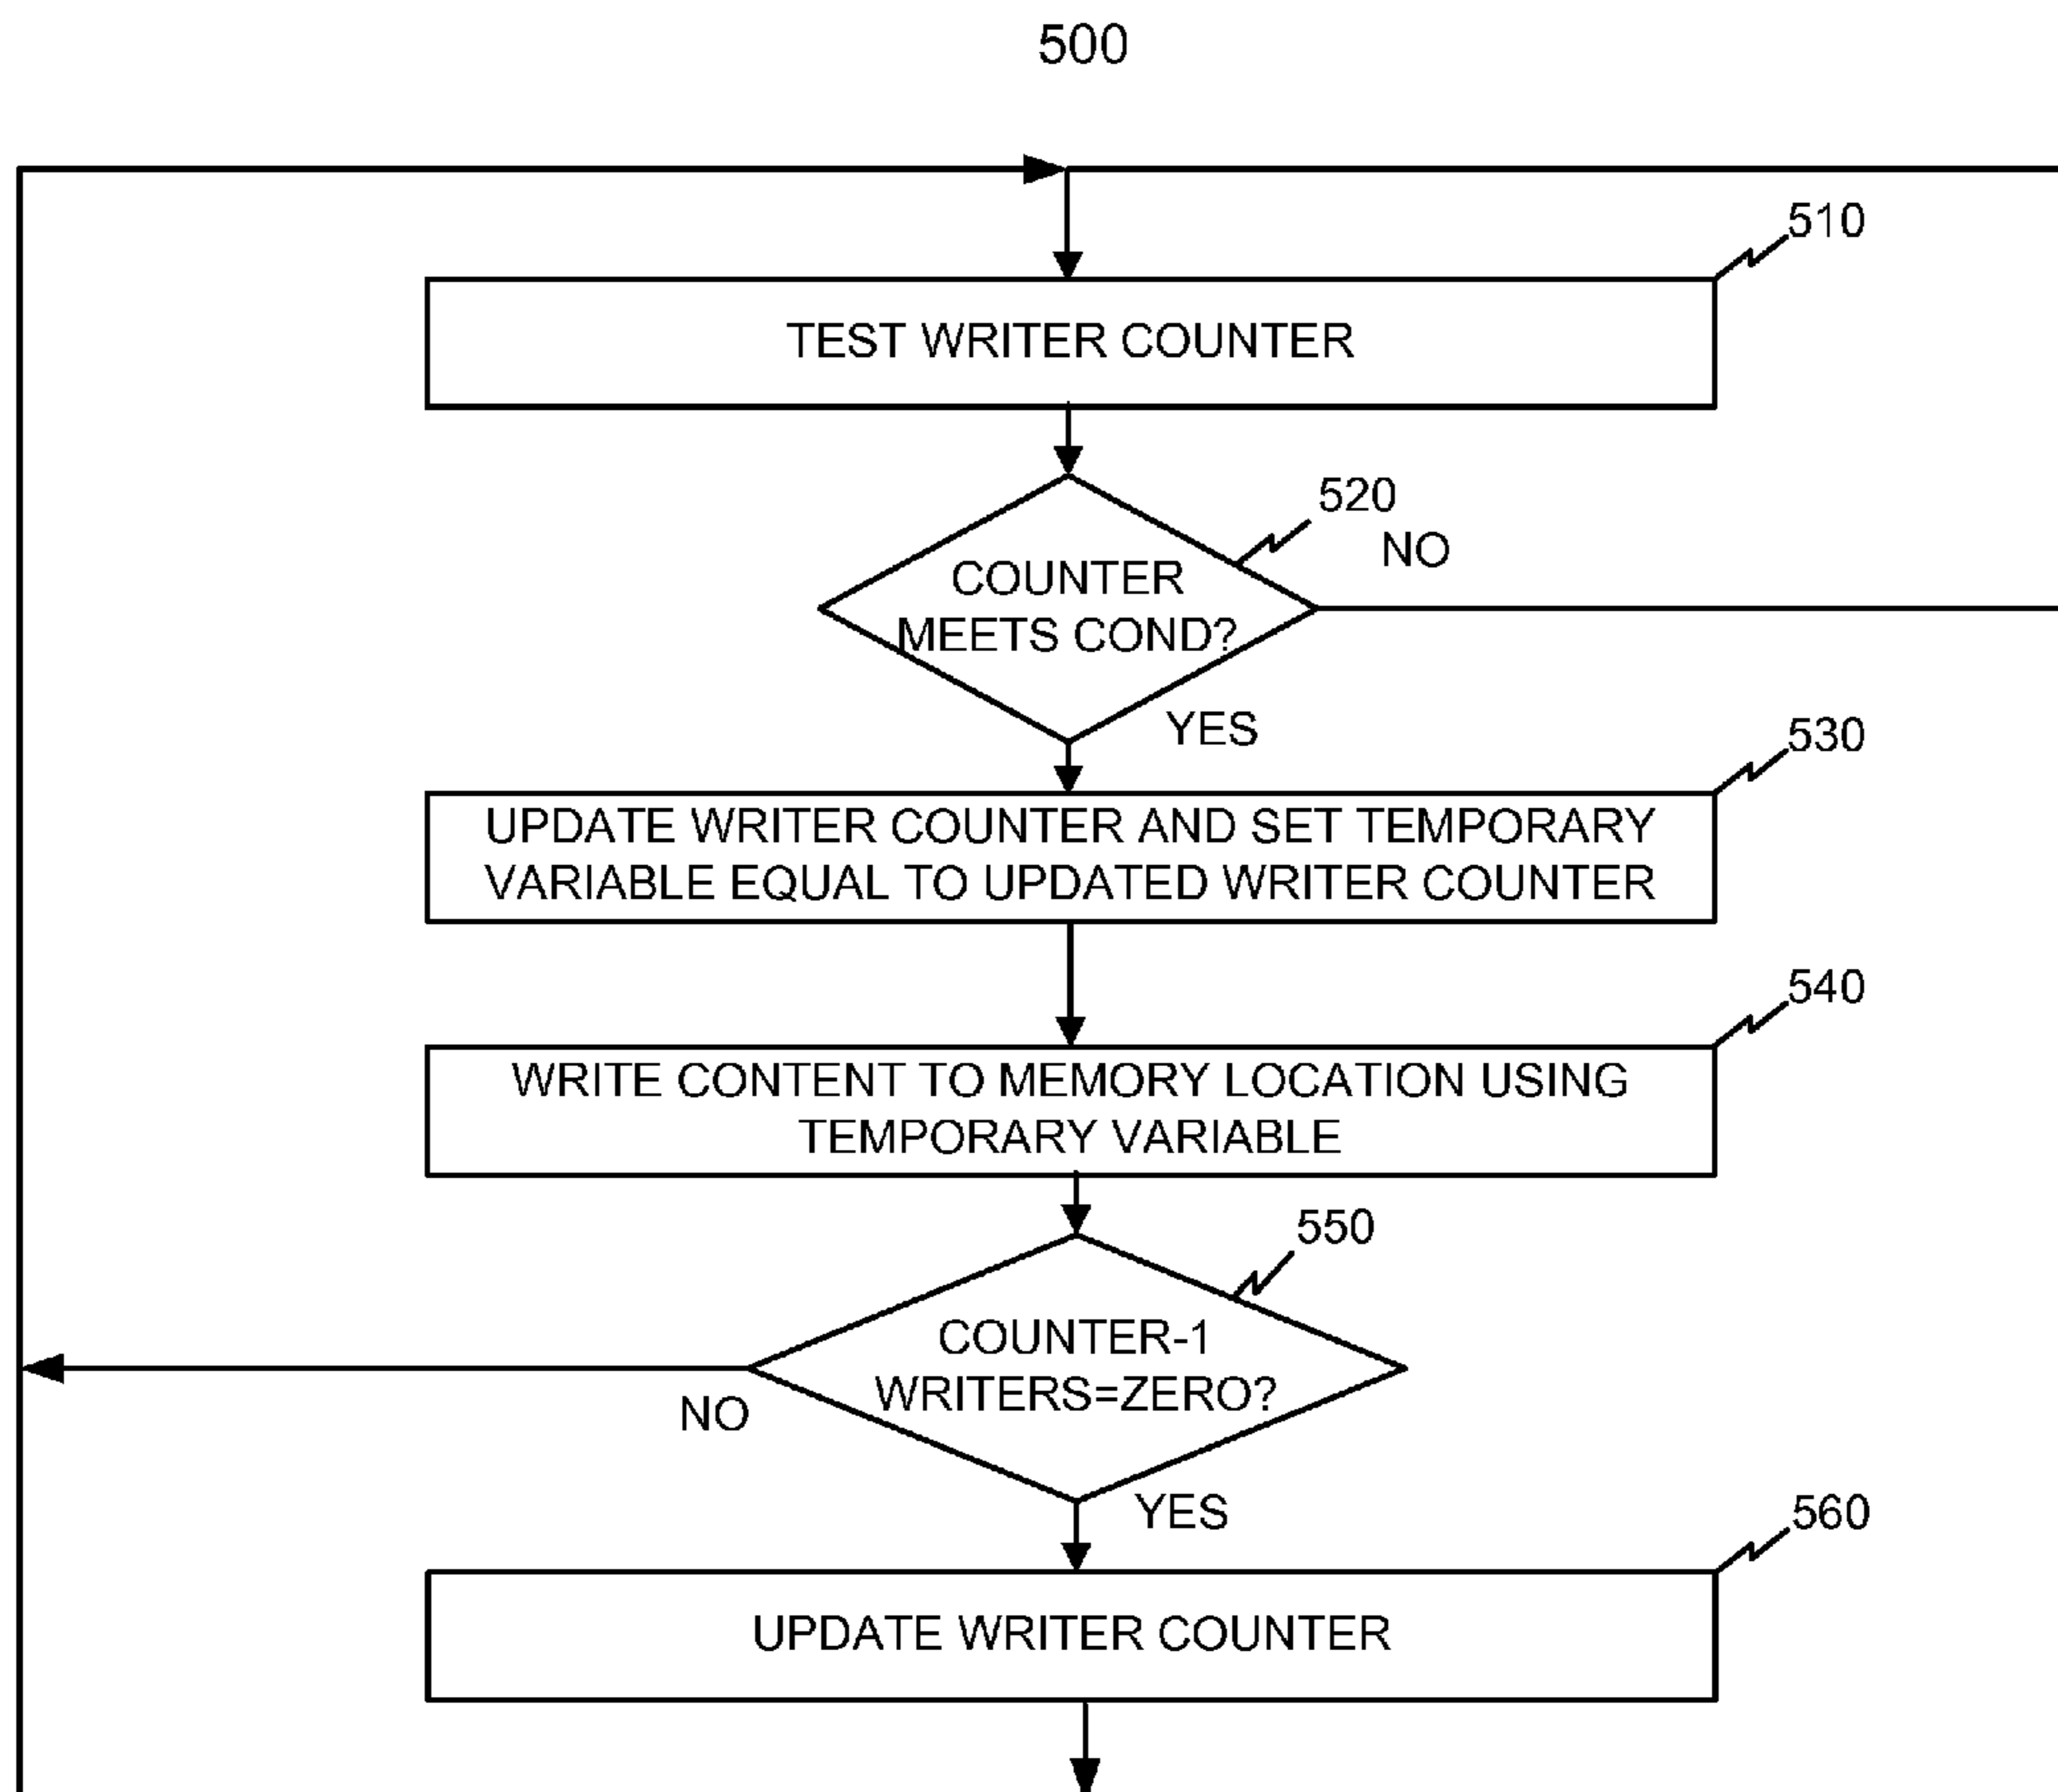 500
510
TEST WRITER COUNTER
520
NO
COUNTER
MEETS COND?
YES
530
UPDATE WRITER COUNTER AND SET TEMPORARY
VARIABLE EQUAL TO UPDATED WRITER COUNTER
540
WRITE CONTENT TO MEMORY LOCATION USING
TEMPORARY VARIABLE
550
COUNTER-1
WRITERS=ZERO?
NO
YES
560
UPDATE WRITER COUNTER